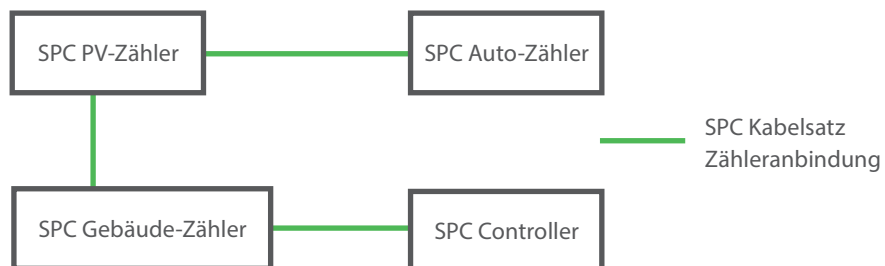 SPC PV-Zähler
SPC Auto-Zähler
SPC Kabelsatz
Zähleranbindung
SPC Gebäude-Zähler
SPC Controller